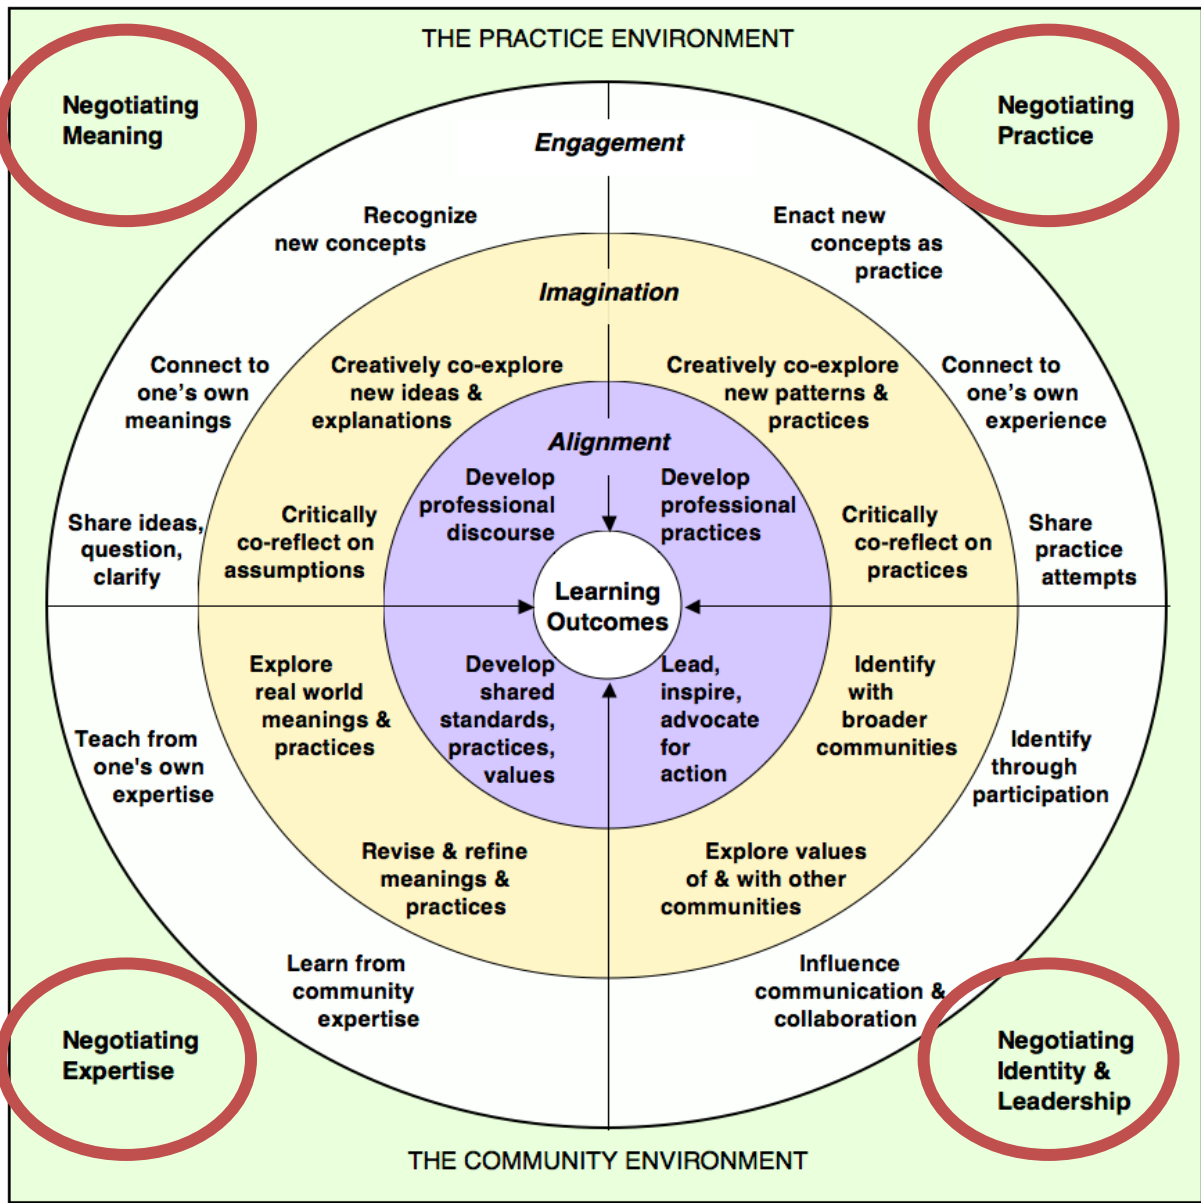 THE PRACTICE ENVIRONMENT
Negotiating
Meaning
Negotiating
Practice
Engagement
Recognize
new concepts
Enact new
concepts as
practice
Imagination
Connect to
one's own
meanings
Creatively co-explore
new ideas &
explanations
Creatively co-explore
new patterns &
practices
Connect to
one's own
experience
Alignment
Share ideas,
question,
clarify
Critically
co-reflect on
assumptions
Develop
professional
discourse
Develop
professional
practices
Critically
co-reflect on
practices
Share
practice
attempts
Learning
Outcomes
Teach from
one's own
expertise
Explore
real world
meanings &
practices
Develop
shared
standards,
practices,
values
Lead,
inspire,
advocate
for
action
Identify
with
broader
communities
Identify
through
participation
Revise & refine
meanings &
practices
Explore values
of & with other
communities
Learn from
community
expertise
Influence
communication &
collaboration
Negotiating
Expertise
Negotiating
Identity &
Leadership
THE COMMUNITY ENVIRONMENT